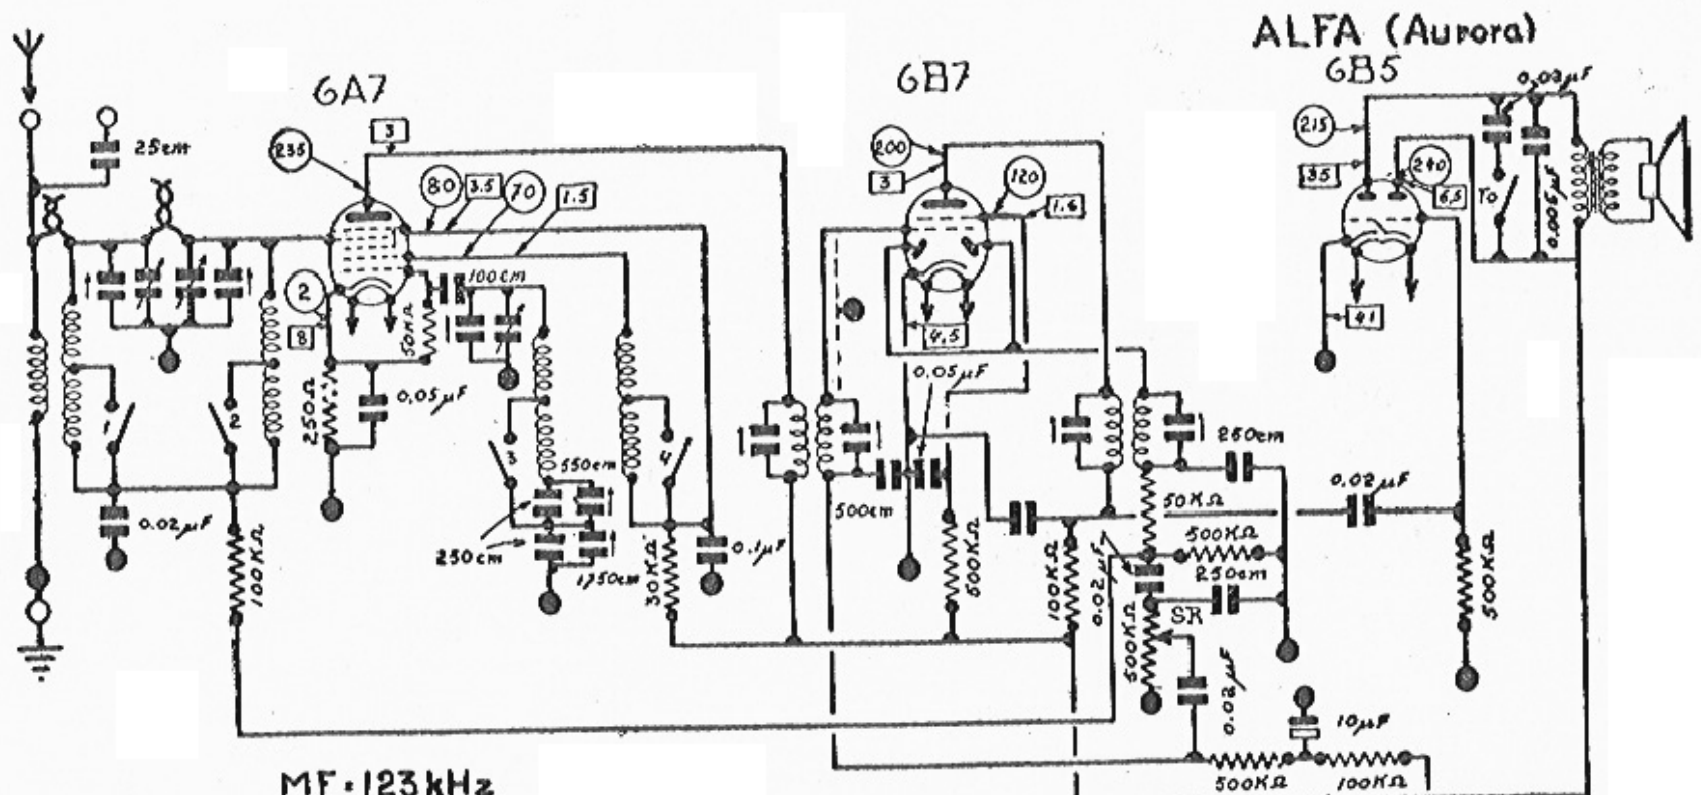 ALFA (Aurora)
6A7
6B7
6B5
0.03µF
25cm
235
3
80
3.5
70
1.5
200
3
120
1.6
215
35
240
6,5
To
0.005µF
2
8
100cm
50KΩ
4,5
41
250Ω
0,05µF
0,05µF
1
2
3
4
550cm
250cm
1750cm
500cm
250cm
50KΩ
0,02µF
0.02µF
100KΩ
30KΩ
0.1µF
500KΩ
100KΩ
0.02µF
500KΩ
250cm
500KΩ
SR
500KΩ
0.02µF
10µF
500KΩ
100KΩ
MF=123kHz